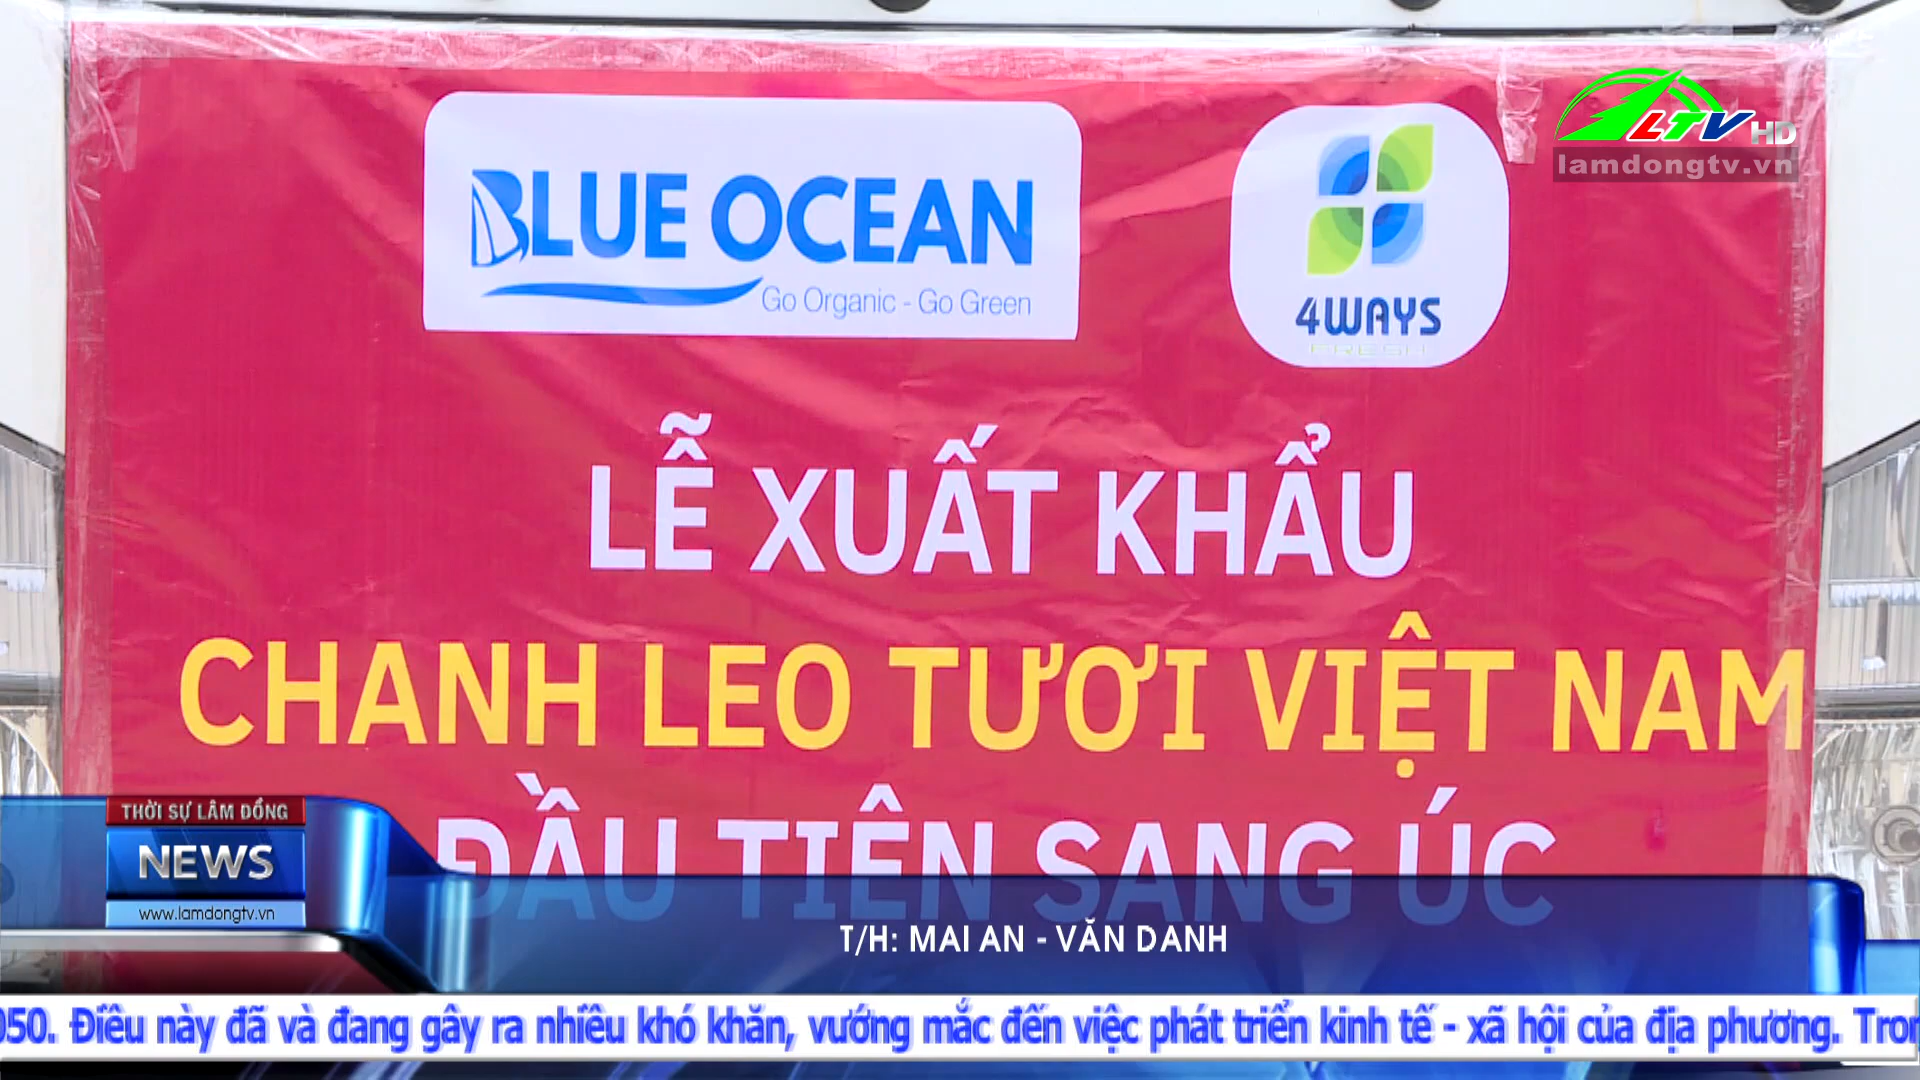 BLUE OCEAN
Go Organic - Go Green
4WAYS
FRESH
LTV HD
lamdongtv.vn
LỄ XUẤT KHẨU
CHANH LEO TƯƠI VIỆT NAM
ĐẦU TIÊN SANG ÚC
THỜI SỰ LÂM ĐỒNG
NEWS
www.lamdongtv.vn
T/H: MAI AN - VĂN DANH
050. Điều này đã và đang gây ra nhiều khó khăn, vướng mắc đến việc phát triển kinh tế - xã hội của địa phương. Tron